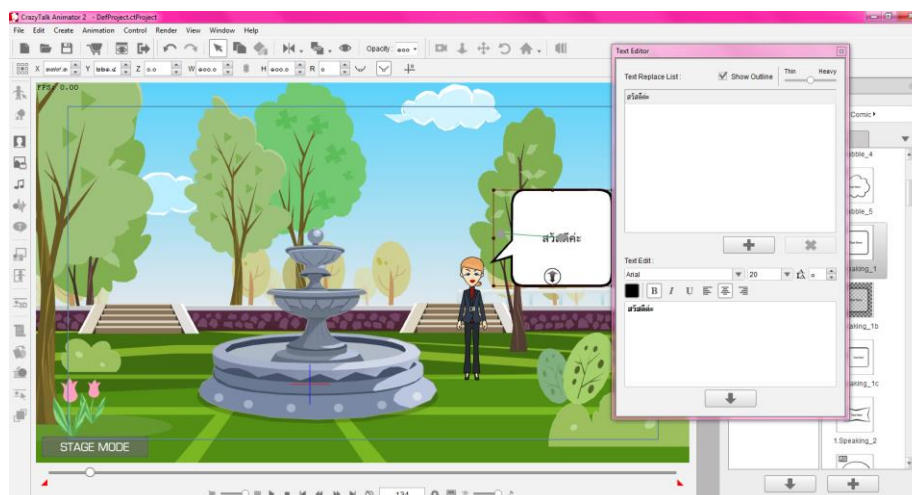 CrazyTalk Animator 2 - DefProject.ctProject
File Edit Create Animation Control Render View Window Help
Opacity:
X Y Z 0.0 W H R
FPS: 0.00
Text Editor
Text Replace List :
Show Outline
Thin Heavy
สวัสดีค่ะ
Comic
สวัสดีค่ะ
Text Edit :
Arial 20
B I U
สวัสดีค่ะ
bble_4
bble_5
aking_1
aking_1b
aking_1c
1.Speaking_2
STAGE MODE
134